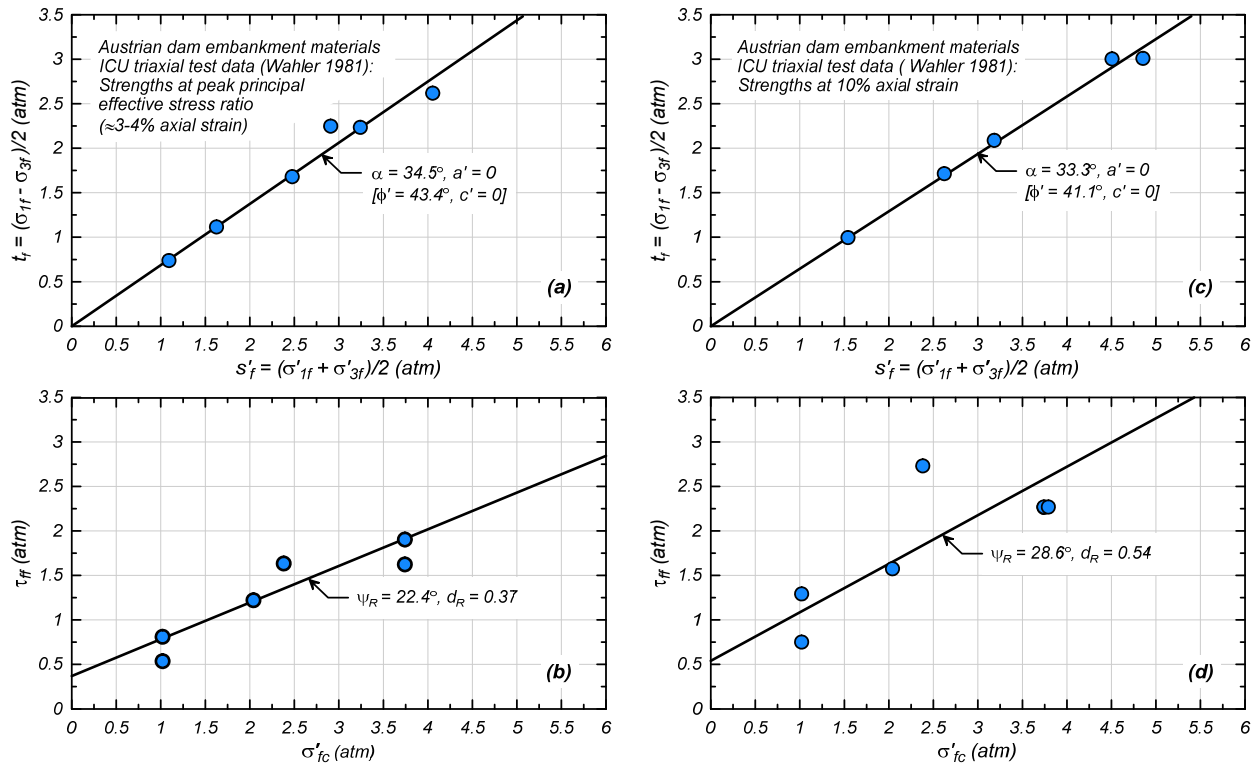 3.5
3
2.5
2
1.5
1
0.5
0
t_f = (σ_1f - σ_3f)/2 (atm)
Austrian dam embankment materials
ICU triaxial test data (Wahler 1981):
Strengths at peak principal
effective stress ratio
(≈3-4% axial strain)
α = 34.5°, a' = 0
[ϕ' = 43.4°, c' = 0]
(a)
0 0.5 1 1.5 2 2.5 3 3.5 4 4.5 5 5.5 6
s'_f = (σ'_1f + σ'_3f)/2 (atm)
3.5
3
2.5
2
1.5
1
0.5
0
t_f = (σ_1f - σ_3f)/2 (atm)
Austrian dam embankment materials
ICU triaxial test data ( Wahler 1981):
Strengths at 10% axial strain
α = 33.3°, a' = 0
[ϕ' = 41.1°, c' = 0]
(c)
0 0.5 1 1.5 2 2.5 3 3.5 4 4.5 5 5.5 6
s'_f = (σ'_1f + σ'_3f)/2 (atm)
3.5
3
2.5
2
1.5
1
0.5
0
τ_ff (atm)
ψ_R = 22.4°, d_R = 0.37
(b)
0 0.5 1 1.5 2 2.5 3 3.5 4 4.5 5 5.5 6
σ'_fc (atm)
3.5
3
2.5
2
1.5
1
0.5
0
τ_ff (atm)
ψ_R = 28.6°, d_R = 0.54
(d)
0 0.5 1 1.5 2 2.5 3 3.5 4 4.5 5 5.5 6
σ'_fc (atm)